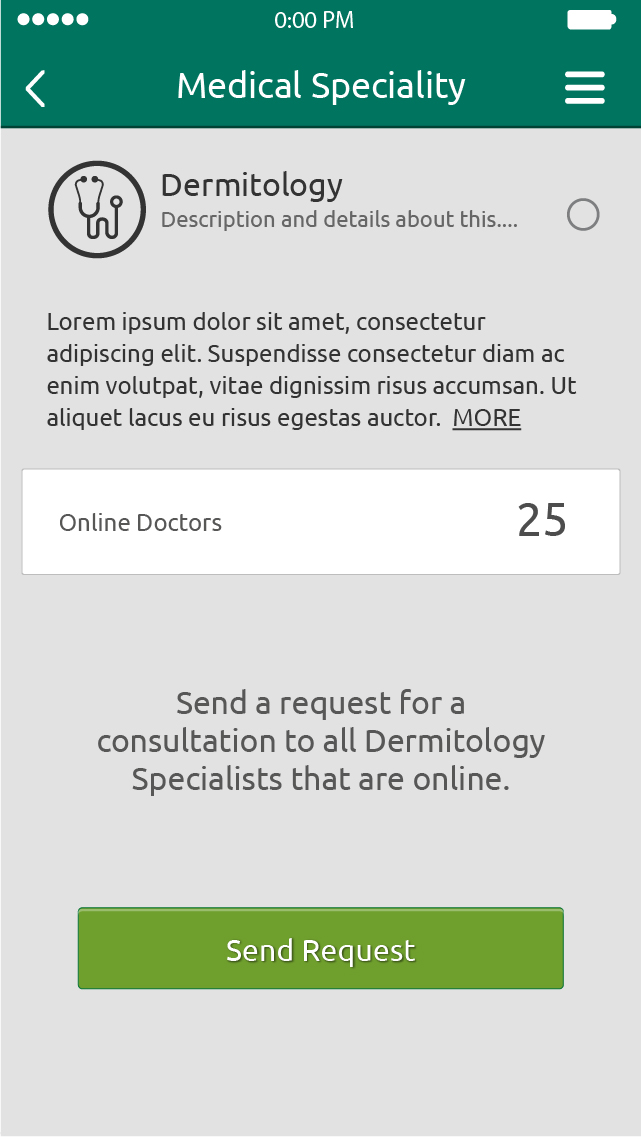 0:00 PM
Medical Speciality
Dermitology
Description and details about this....
Lorem ipsum dolor sit amet, consectetur
adipiscing elit. Suspendisse consectetur diam ac
enim volutpat, vitae dignissim risus accumsan. Ut
aliquet lacus eu risus egestas auctor. MORE
Online Doctors 25
Send a request for a
consultation to all Dermitology
Specialists that are online.
Send Request